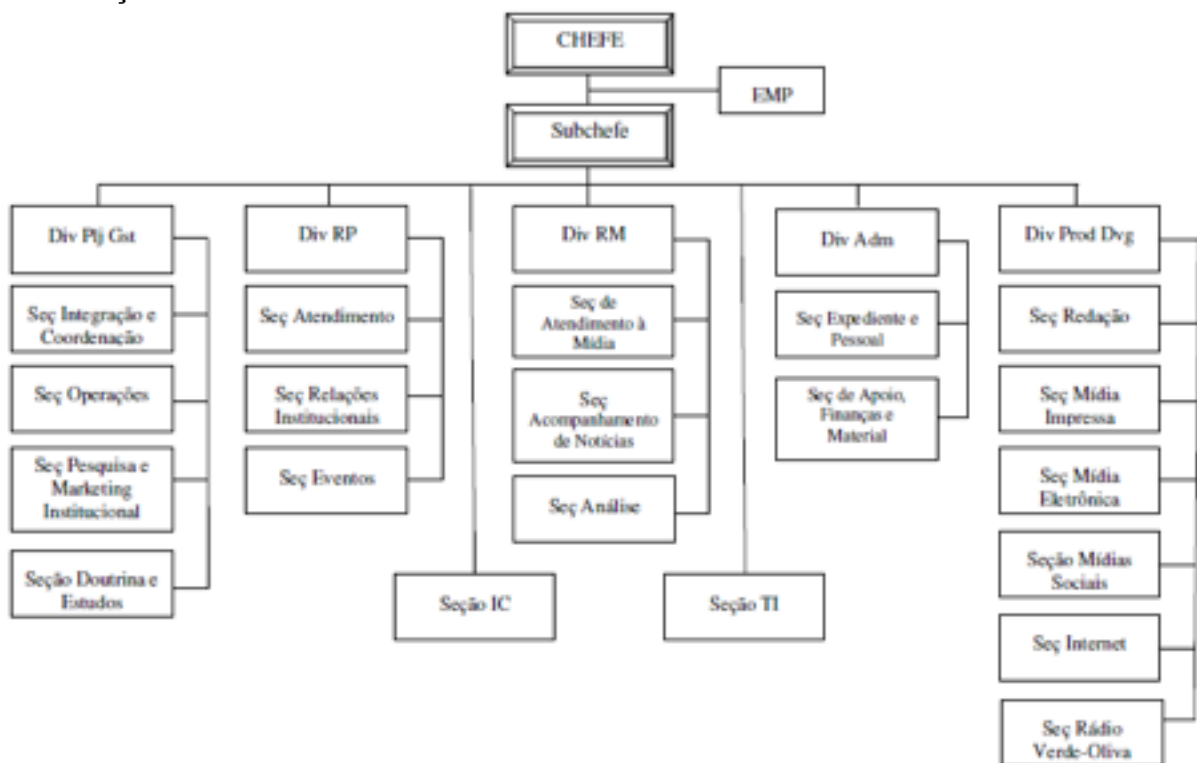 CHEFE
EMP
Subchefe
Div Plj Gst
Div RP
Div RM
Div Adm
Div Prod Dvg
Seç Integração e
Coordenação
Seç Operações
Seç Pesquisa e
Marketing
Institucional
Seção Doutrina e
Estudos
Seç Atendimento
Seç Relações
Institucionais
Seç Eventos
Seç de
Atendimento à
Mídia
Seç
Acompanhamento
de Notícias
Seç Análise
Seç Expediente e
Pessoal
Seç de Apoio,
Finanças e
Material
Seç Redação
Seç Mídia
Impressa
Seç Mídia
Eletrônica
Seção Mídias
Sociais
Seç Internet
Seç Rádio
Verde-Oliva
Seção IC
Seção TI